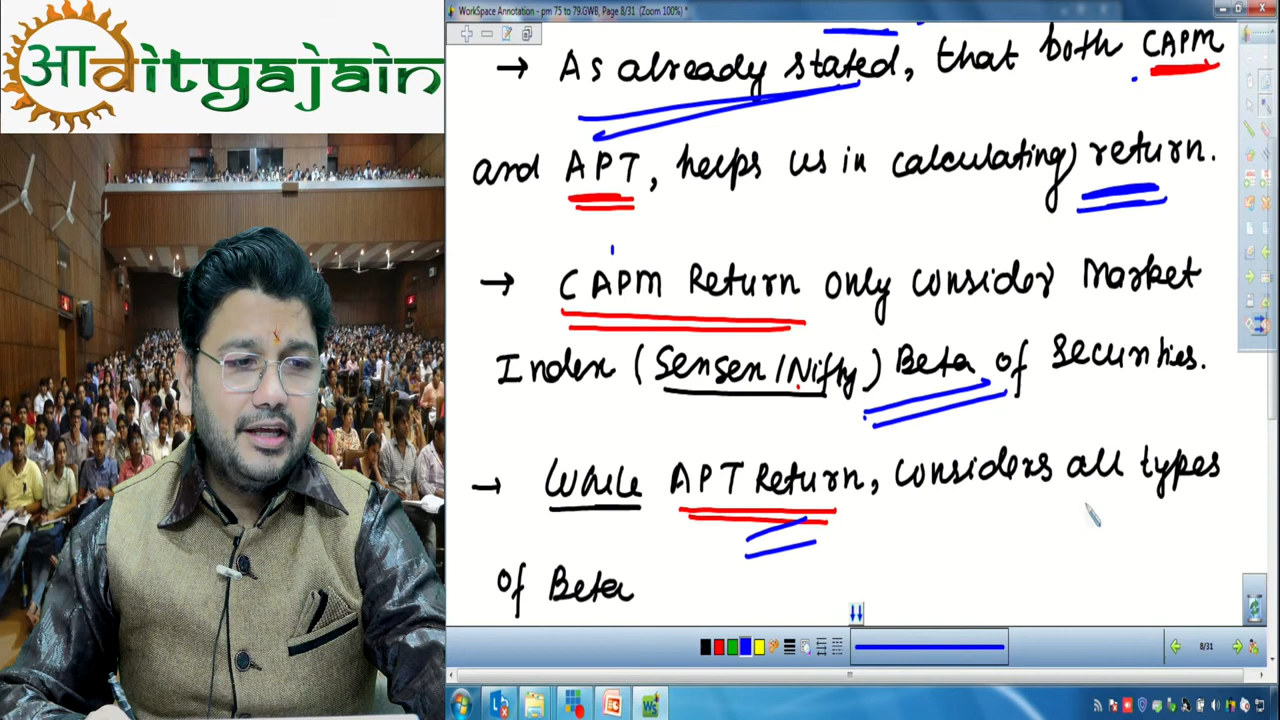 WorkSpace Annotation - pm 75 to 79.GWB, Page 8/31 (Zoom 100%) *
आdityajain
→ As already stated, that both CAPM
and APT, helps us in calculating return.
→ CAPM Return only consider Market
Index (Sensex/Nifty) Beta of securities.
→ While APT Return, considers all types
of Beta
8/31